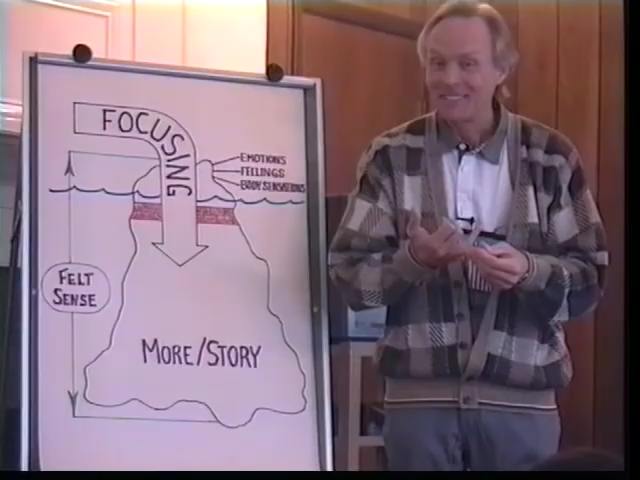 FOCUSING
EMOTIONS
FEELINGS
BODY SENSATIONS
FELT
SENSE
MORE/STORY